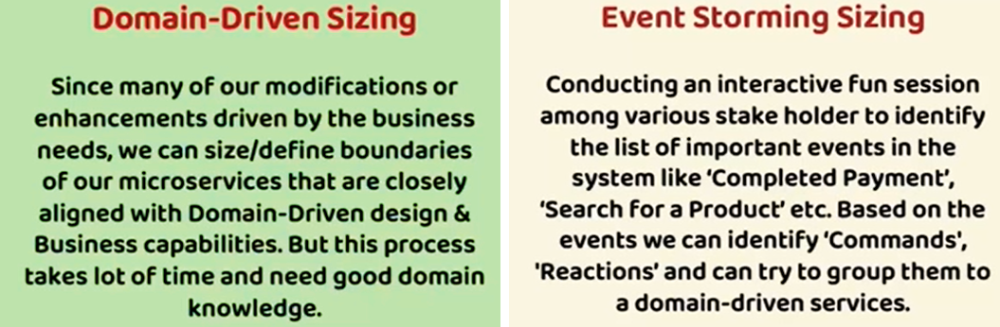 Domain-Driven Sizing
Since many of our modifications or
enhancements driven by the business
needs, we can size/define boundaries
of our microservices that are closely
aligned with Domain-Driven design &
Business capabilities. But this process
takes lot of time and need good domain
knowledge.
Event Storming Sizing
Conducting an interactive fun session
among various stake holder to identify
the list of important events in the
system like ‘Completed Payment’,
‘Search for a Product’ etc. Based on the
events we can identify ‘Commands’,
'Reactions’ and can try to group them to
a domain-driven services.